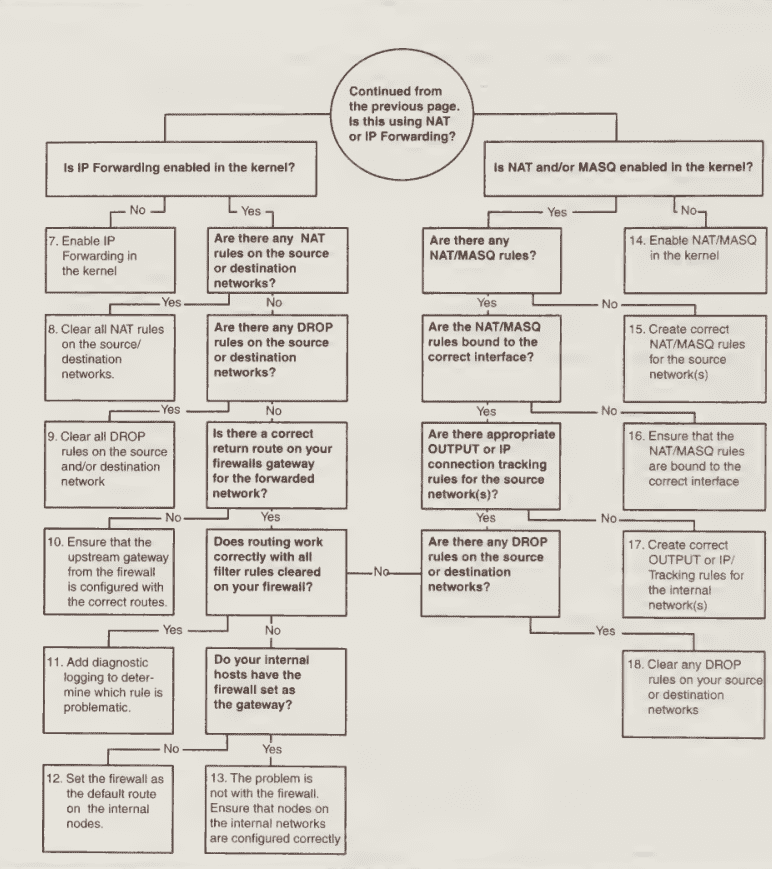 Continued from
the previous page.
Is this using NAT
or IP Forwarding?
Is IP Forwarding enabled in the kernel?
Is NAT and/or MASQ enabled in the kernel?
No
Yes
Yes
No
7. Enable IP
Forwarding in
the kernel
Are there any NAT
rules on the source
or destination
networks?
Are there any
NAT/MASQ rules?
14. Enable NAT/MASQ
in the kernel
Yes
No
Yes
No
8. Clear all NAT rules
on the source/
destination
networks.
Are there any DROP
rules on the source
or destination
networks?
Are the NAT/MASQ
rules bound to the
correct interface?
15. Create correct
NAT/MASQ rules
for the source
network(s)
Yes
No
Yes
No
9. Clear all DROP
rules on the source
and/or destination
network
Is there a correct
return route on your
firewalls gateway
for the forwarded
network?
Are there appropriate
OUTPUT or IP
connection tracking
rules for the source
network(s)?
16. Ensure that the
NAT/MASQ rules
are bound to the
correct interface
No
Yes
Yes
No
10. Ensure that the
upstream gateway
from the firewall
is configured with
the correct routes.
Does routing work
correctly with all
filter rules cleared
on your firewall?
No
Are there any DROP
rules on the source
or destination
networks?
17. Create correct
OUTPUT or IP/
Tracking rules for
the internal
network(s)
Yes
No
Yes
11. Add diagnostic
logging to deter-
mine which rule is
problematic.
Do your internal
hosts have the
firewall set as
the gateway?
18. Clear any DROP
rules on your source
or destination
networks
No
Yes
12. Set the firewall as
the default route
on the internal
nodes.
13. The problem is
not with the firewall.
Ensure that nodes on
the internal networks
are configured correctly